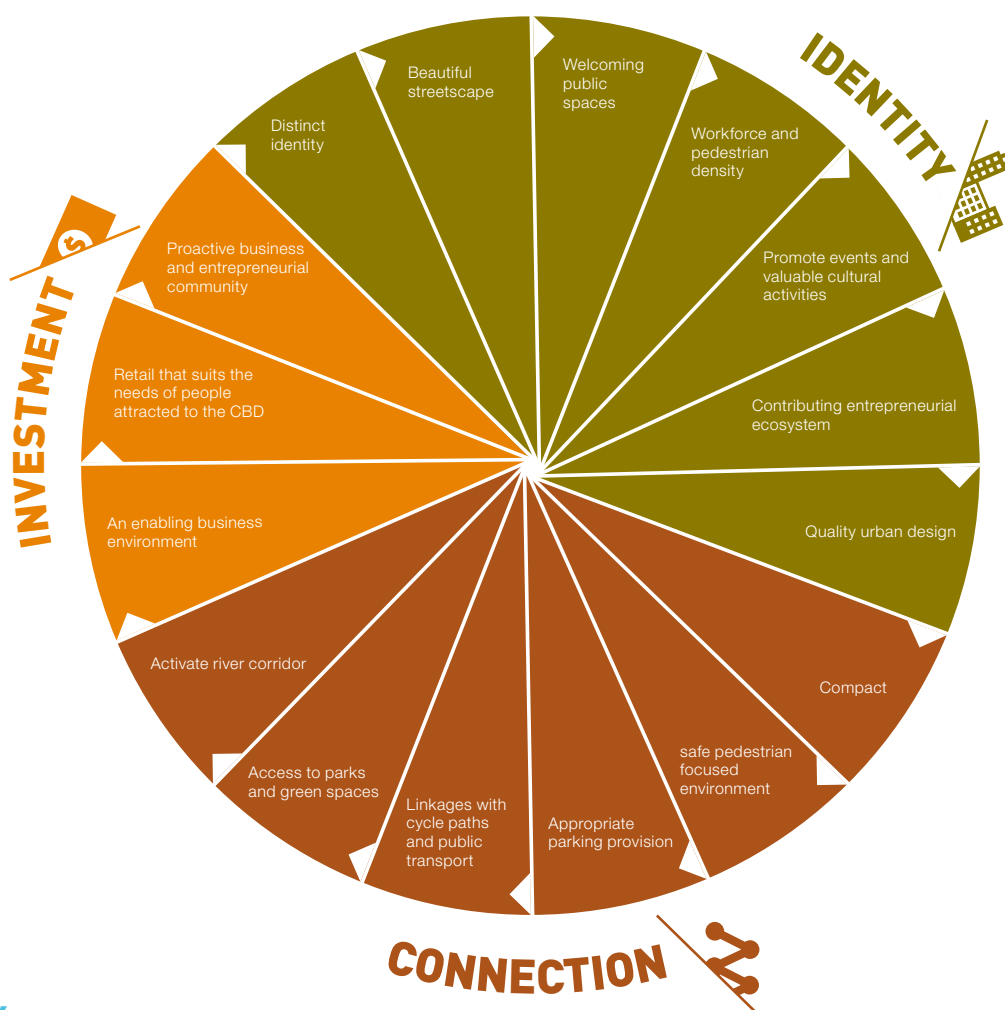 IDENTITY
Beautiful
streetscape
Welcoming
public
spaces
Distinct
identity
Workforce and
pedestrian
density
Proactive business
and entrepreneurial
community
Promote events and
valuable cultural
activities
INVESTMENT
$
Retail that suits the
needs of people
attracted to the CBD
Contributing entrepreneurial
ecosystem
An enabling business
environment
Quality urban design
Activate river corridor
Compact
safe pedestrian
focused
environment
Access to parks
and green spaces
Linkages with
cycle paths
and public
transport
Appropriate
parking provision
CONNECTION